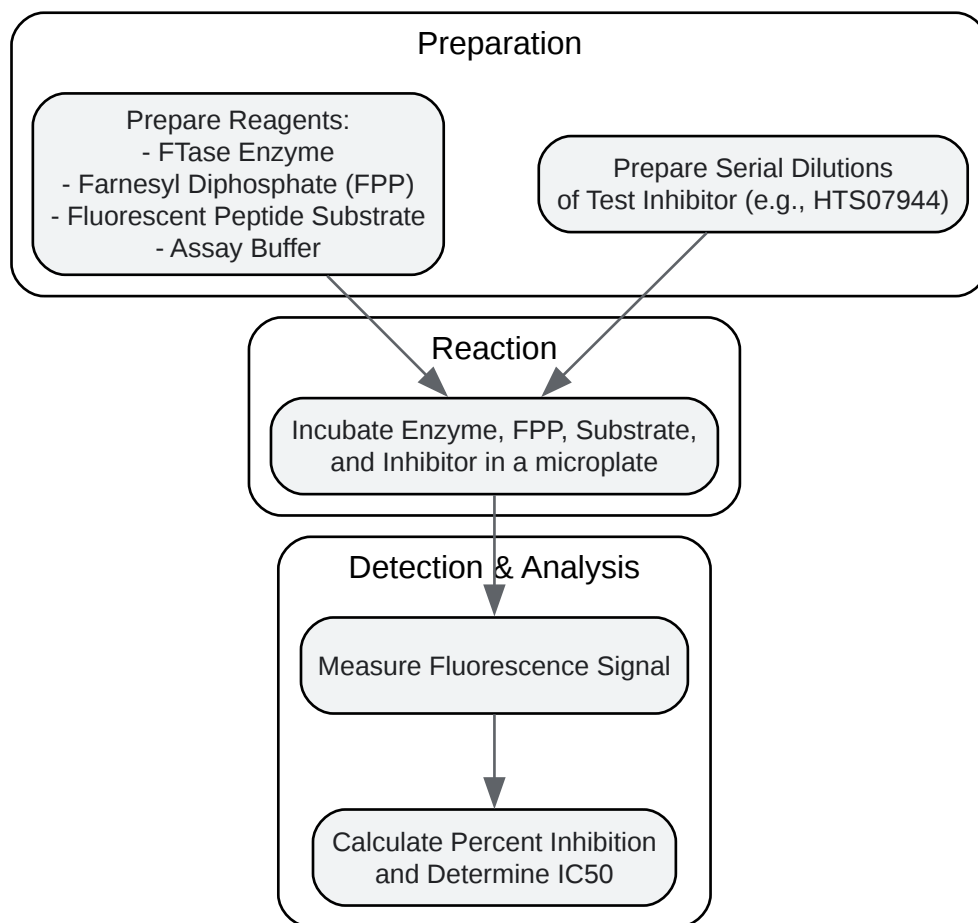 Preparation
Prepare Reagents:
- FTase Enzyme
- Farnesyl Diphosphate (FPP)
- Fluorescent Peptide Substrate
- Assay Buffer
Prepare Serial Dilutions
of Test Inhibitor (e.g., HTS07944)
Reaction
Incubate Enzyme, FPP, Substrate,
and Inhibitor in a microplate
Detection & Analysis
Measure Fluorescence Signal
Calculate Percent Inhibition
and Determine IC50